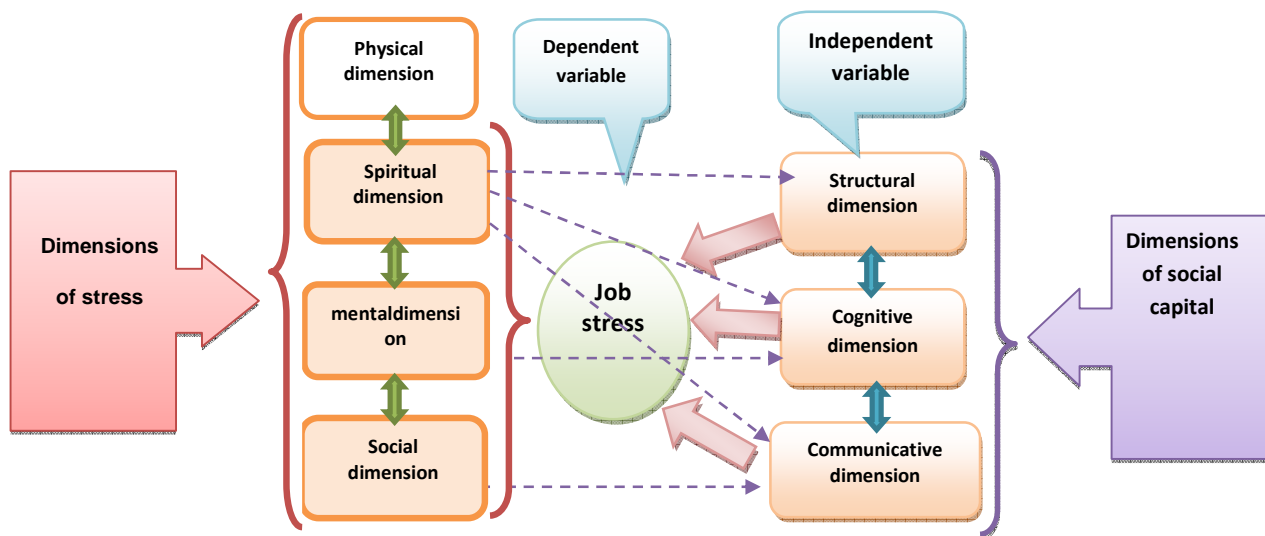 Dimensions
of stress
Physical
dimension
Spiritual
dimension
mentaldimensi
on
Social
dimension
Dependent
variable
Job
stress
Independent
variable
Structural
dimension
Cognitive
dimension
Communicative
dimension
Dimensions
of social
capital